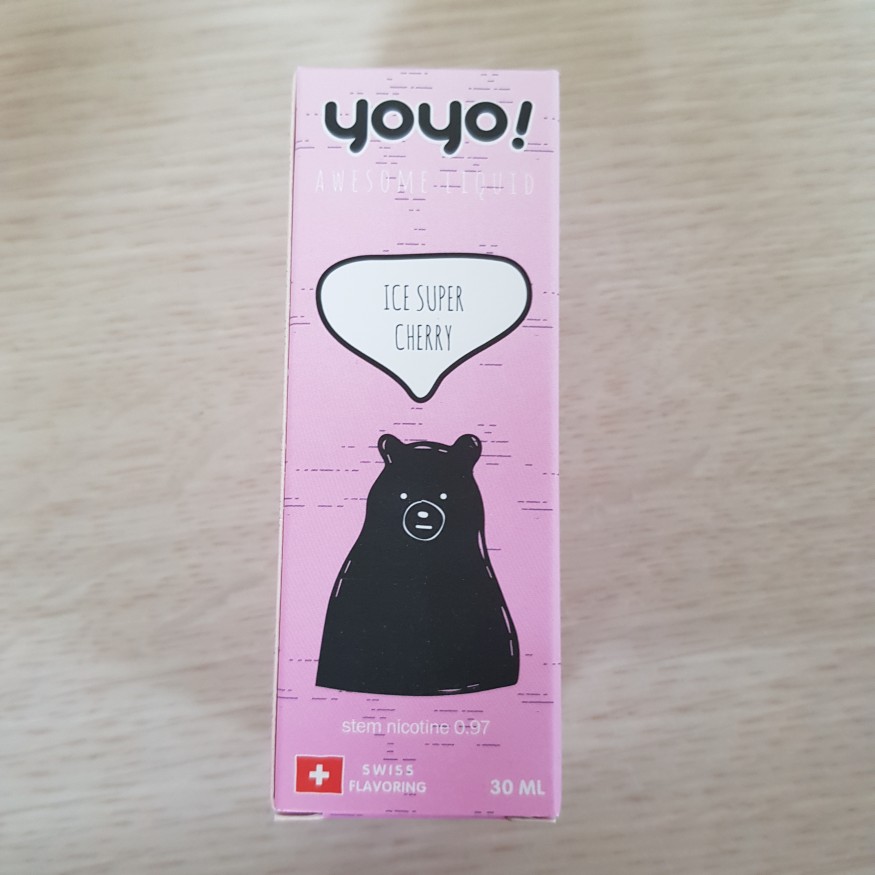 yoyo!
AWESOME LIQUID
ICE SUPER
CHERRY
stem nicotine 0.97
SWISS
FLAVORING
30 ML